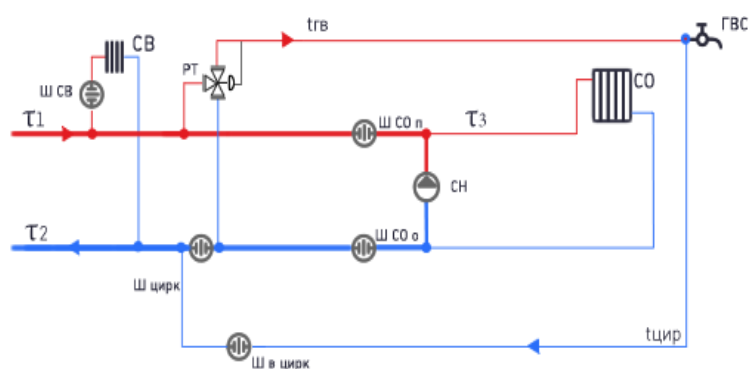 tгв
ГВС
СВ
РТ
Ш СВ
СО
τ1
Ш СО п
τ3
СН
τ2
Ш СО о
Ш цирк
tцир
Ш в цирк